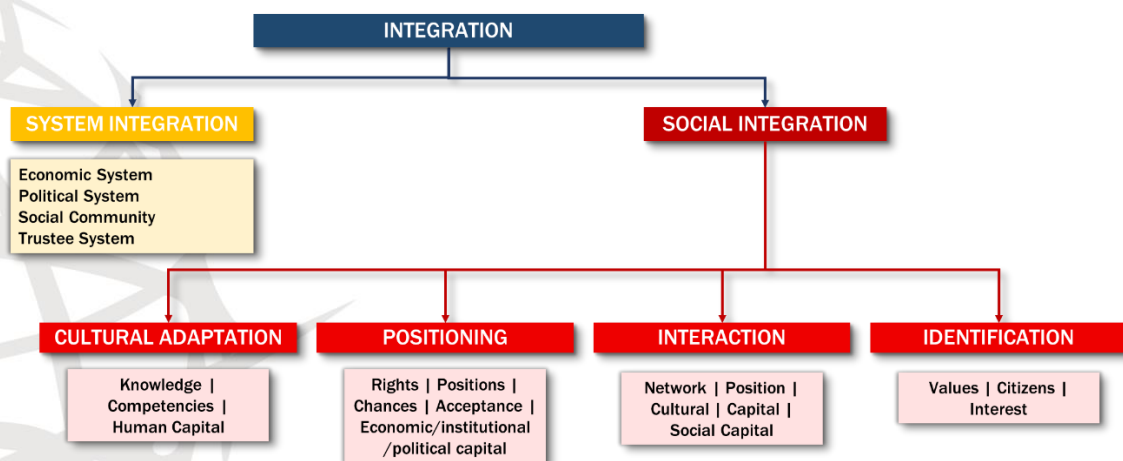 INTEGRATION
SYSTEM INTEGRATION
SOCIAL INTEGRATION
Economic System
Political System
Social Community
Trustee System
CULTURAL ADAPTATION
POSITIONING
INTERACTION
IDENTIFICATION
Knowledge |
Competencies |
Human Capital
Rights | Positions |
Chances | Acceptance |
Economic/institutional
/political capital
Network | Position |
Cultural | Capital |
Social Capital
Values | Citizens |
Interest